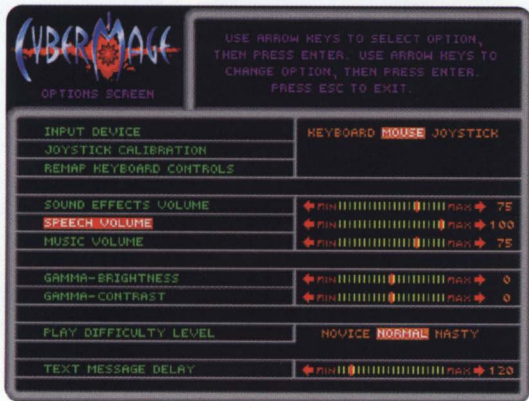 CYBERMAGE
OPTIONS SCREEN
USE ARROW KEYS TO SELECT OPTION,
THEN PRESS ENTER. USE ARROW KEYS TO
CHANGE OPTION, THEN PRESS ENTER.
PRESS ESC TO EXIT.
INPUT DEVICE KEYBOARD MOUSE JOYSTICK
JOYSTICK CALIBRATION
REMAP KEYBOARD CONTROLS
SOUND EFFECTS VOLUME MIN MAX 75
SPEECH VOLUME MIN MAX 100
MUSIC VOLUME MIN MAX 75
GAMMA-BRIGHTNESS MIN MAX 0
GAMMA-CONTRAST MIN MAX 0
PLAY DIFFICULTY LEVEL NOVICE NORMAL NASTY
TEXT MESSAGE DELAY MIN MAX 120